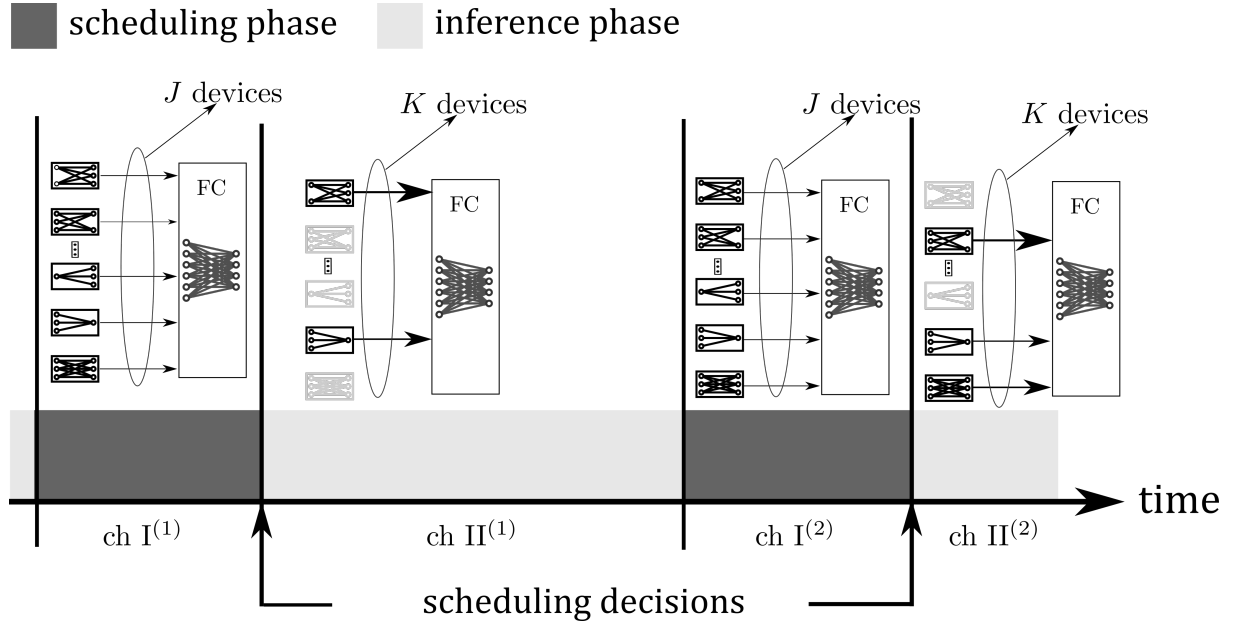 scheduling phase
inference phase
J devices
K devices
J devices
K devices
FC
FC
FC
FC
time
ch I^(1)
ch II^(1)
ch I^(2)
ch II^(2)
scheduling decisions